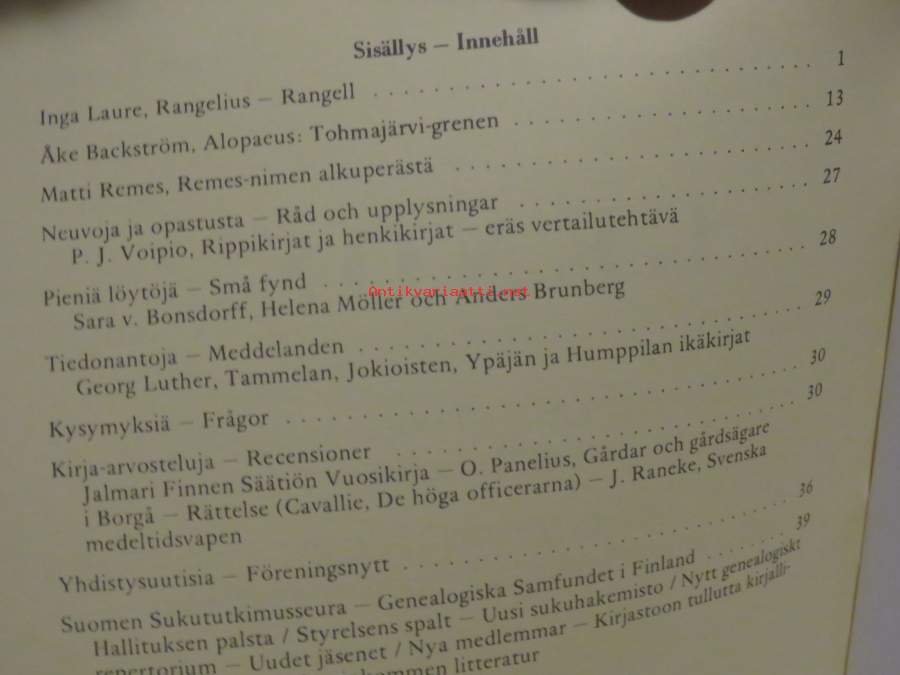 Sisällys – Innehåll
Inga Laure, Rangelius – Rangell . . . . . . . . . . . . . . . . . . . . . . . . . . . . . . 1
Åke Backström, Alopaeus: Tohmajärvi-grenen . . . . . . . . . . . . . . . . . . . . 13
Matti Remes, Remes-nimen alkuperästä . . . . . . . . . . . . . . . . . . . . . . . . 24
Neuvoja ja opastusta – Råd och upplysningar . . . . . . . . . . . . . . . . . . . . 27
P. J. Voipio, Rippikirjat ja henkikirjat – eräs vertailutehtävä
Pieniä löytöjä – Små fynd . . . . . . . . . . . . . . . . . . . . . . . . . . . . . . . . . 28
Antikvariaatti.net
Sara v. Bonsdorff, Helena Möller och Anders Brunberg
Tiedonantoja – Meddelanden . . . . . . . . . . . . . . . . . . . . . . . . . . . . . . . 29
Georg Luther, Tammelan, Jokioisten, Ypäjän ja Humppilan ikäkirjat
Kysymyksiä – Frågor . . . . . . . . . . . . . . . . . . . . . . . . . . . . . . . . . . . . 30
Kirja-arvosteluja – Recensioner . . . . . . . . . . . . . . . . . . . . . . . . . . . . . 30
Jalmari Finnen Säätiön Vuosikirja – O. Panelius, Gårdar och gårdsägare
i Borgå – Rättelse (Cavallie, De höga officerarna) – J. Raneke, Svenska
medeltidsvapen
Yhdistysuutisia – Föreningsnytt . . . . . . . . . . . . . . . . . . . . . . . . . . . . . 36
Suomen Sukututkimusseura – Genealogiska Samfundet i Finland . . . . . . . . 39
Hallituksen palsta / Styrelsens spalt – Uusi sukuhakemisto / Nytt genealogiskt
repertorium – Uudet jäsenet / Nya medlemmar – Kirjastoon tullutta kirjalli-
litteratur